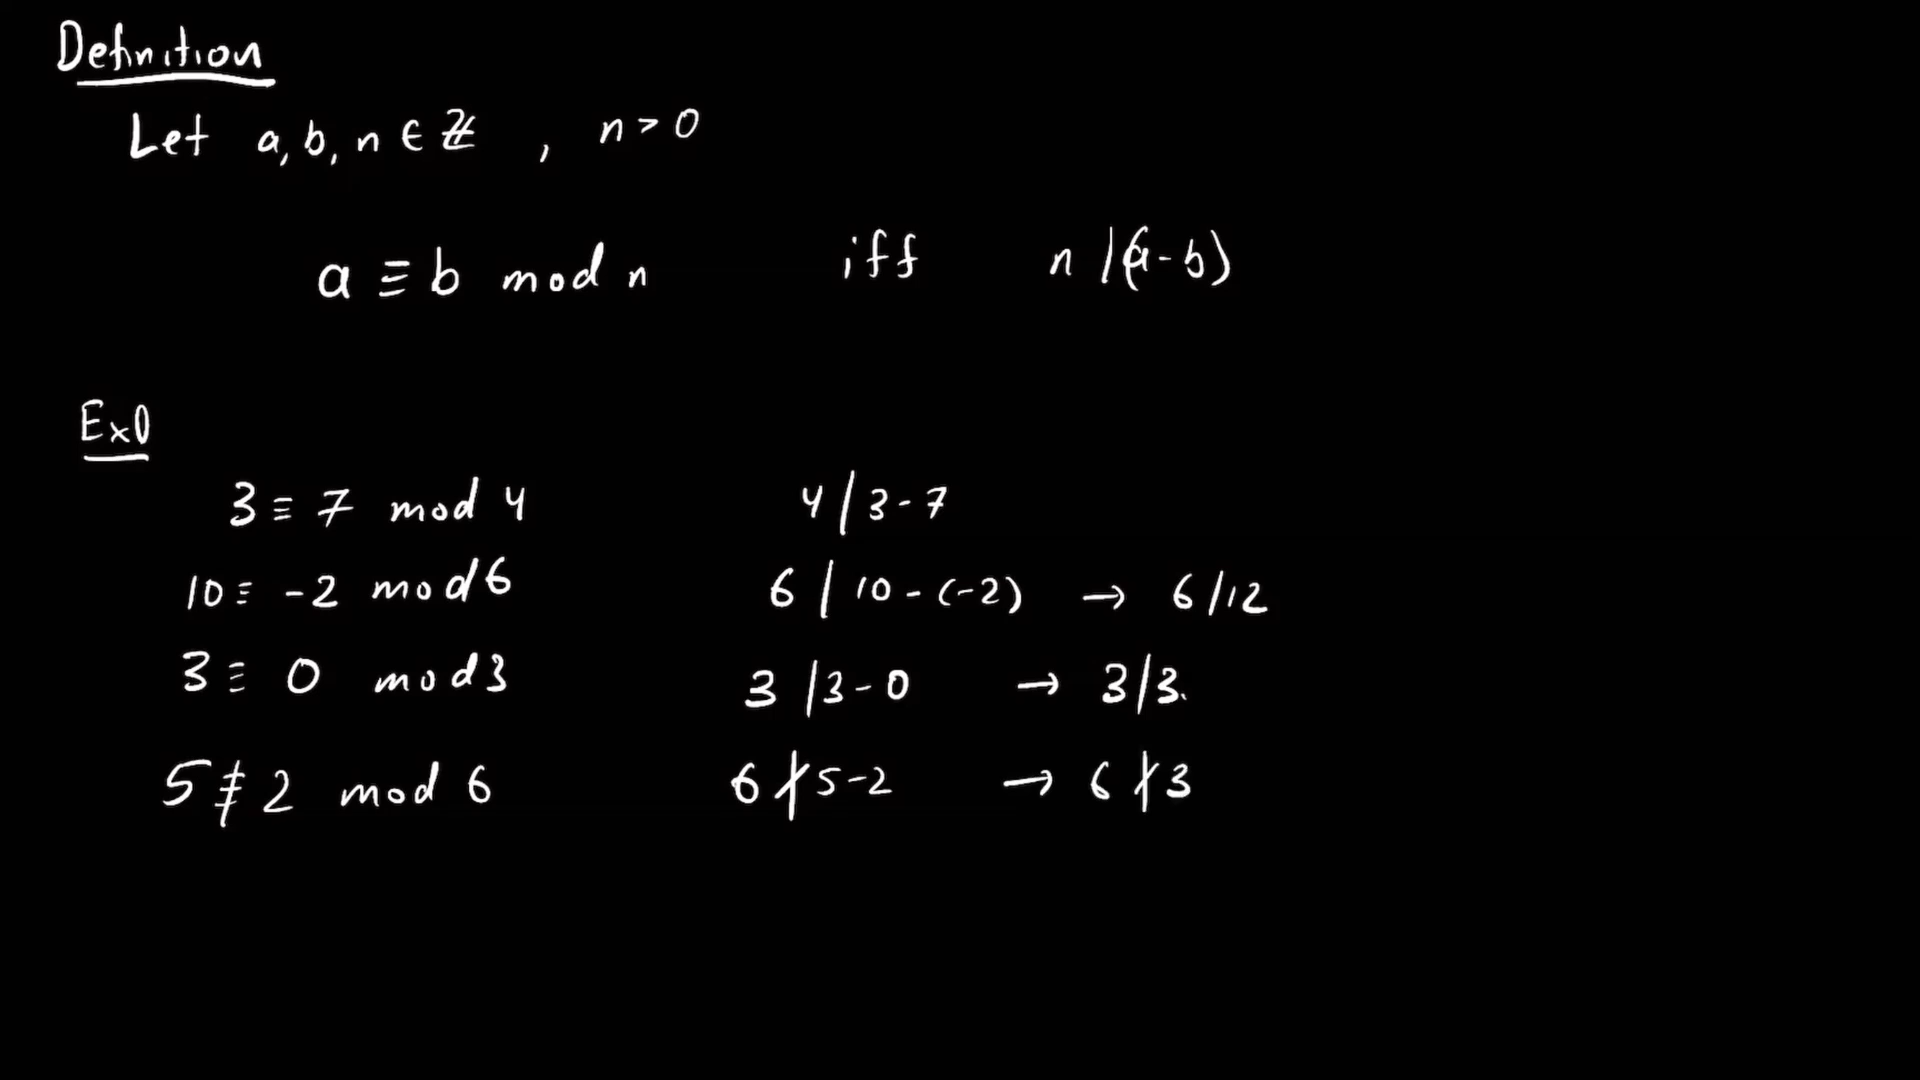 Definition
Let a, b, n ∈ ℤ , n > 0
a ≡ b mod n iff n |(a - b)
Ex0
3 ≡ 7 mod 4 4 | 3 - 7
10 ≡ -2 mod 6 6 | 10 - (-2) → 6 | 12
3 ≡ 0 mod 3 3 | 3 - 0 → 3 | 3.
5 ≢ 2 mod 6 6 ∤ 5 - 2 → 6 ∤ 3